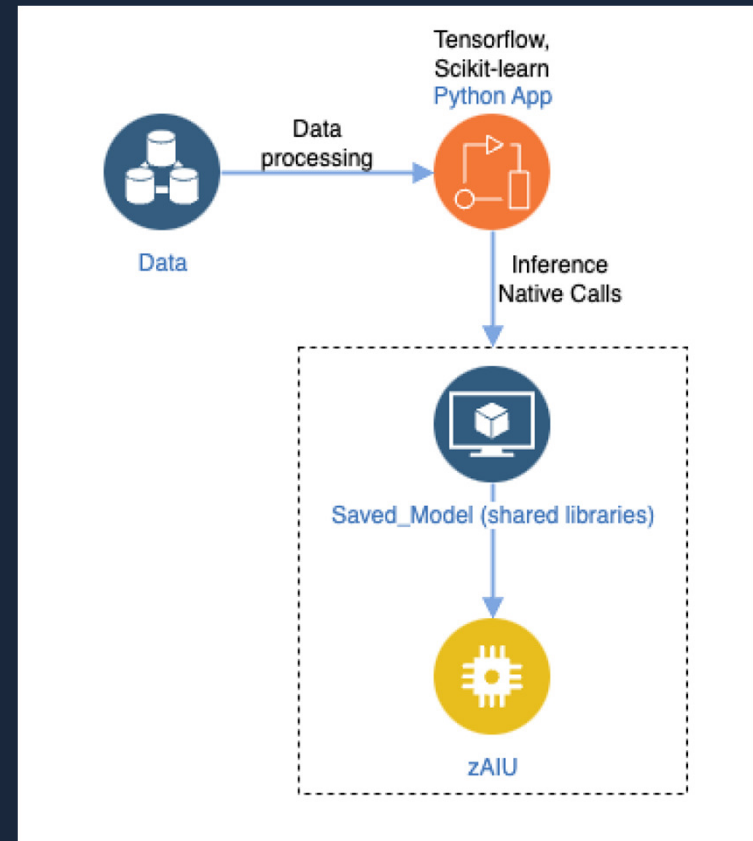 Tensorflow,
Scikit-learn
Python App
Data
processing
Data
Inference
Native Calls
Saved_Model (shared libraries)
zAIU